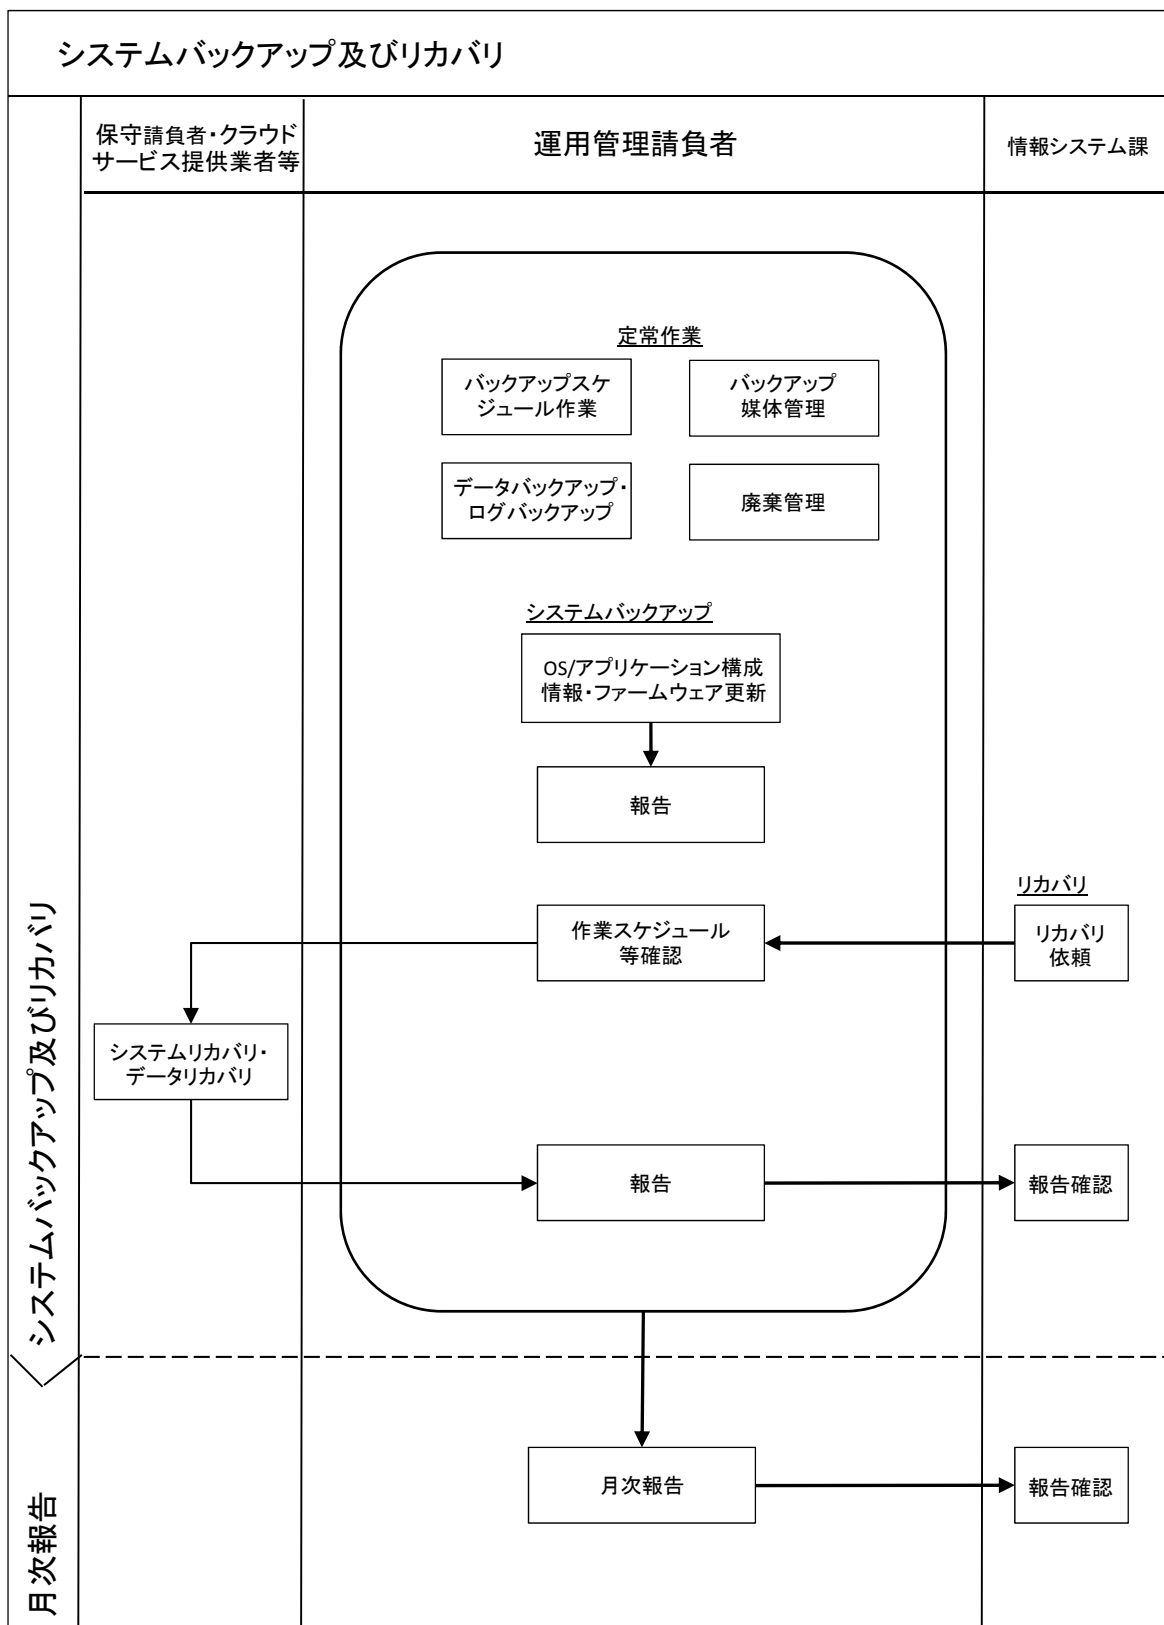 システムバックアップ及びリカバリ
保守請負者・クラウド
サービス提供業者等
運用管理請負者
情報システム課
定常作業
バックアップスケ
ジュール作業
バックアップ
媒体管理
データバックアップ・
ログバックアップ
廃棄管理
システムバックアップ
OS/アプリケーション構成
情報・ファームウェア更新
報告
リカバリ
作業スケジュール
等確認
リカバリ
依頼
システムリカバリ・
データリカバリ
報告
報告確認
システムバックアップ及びリカバリ
月次報告
報告確認
月次報告